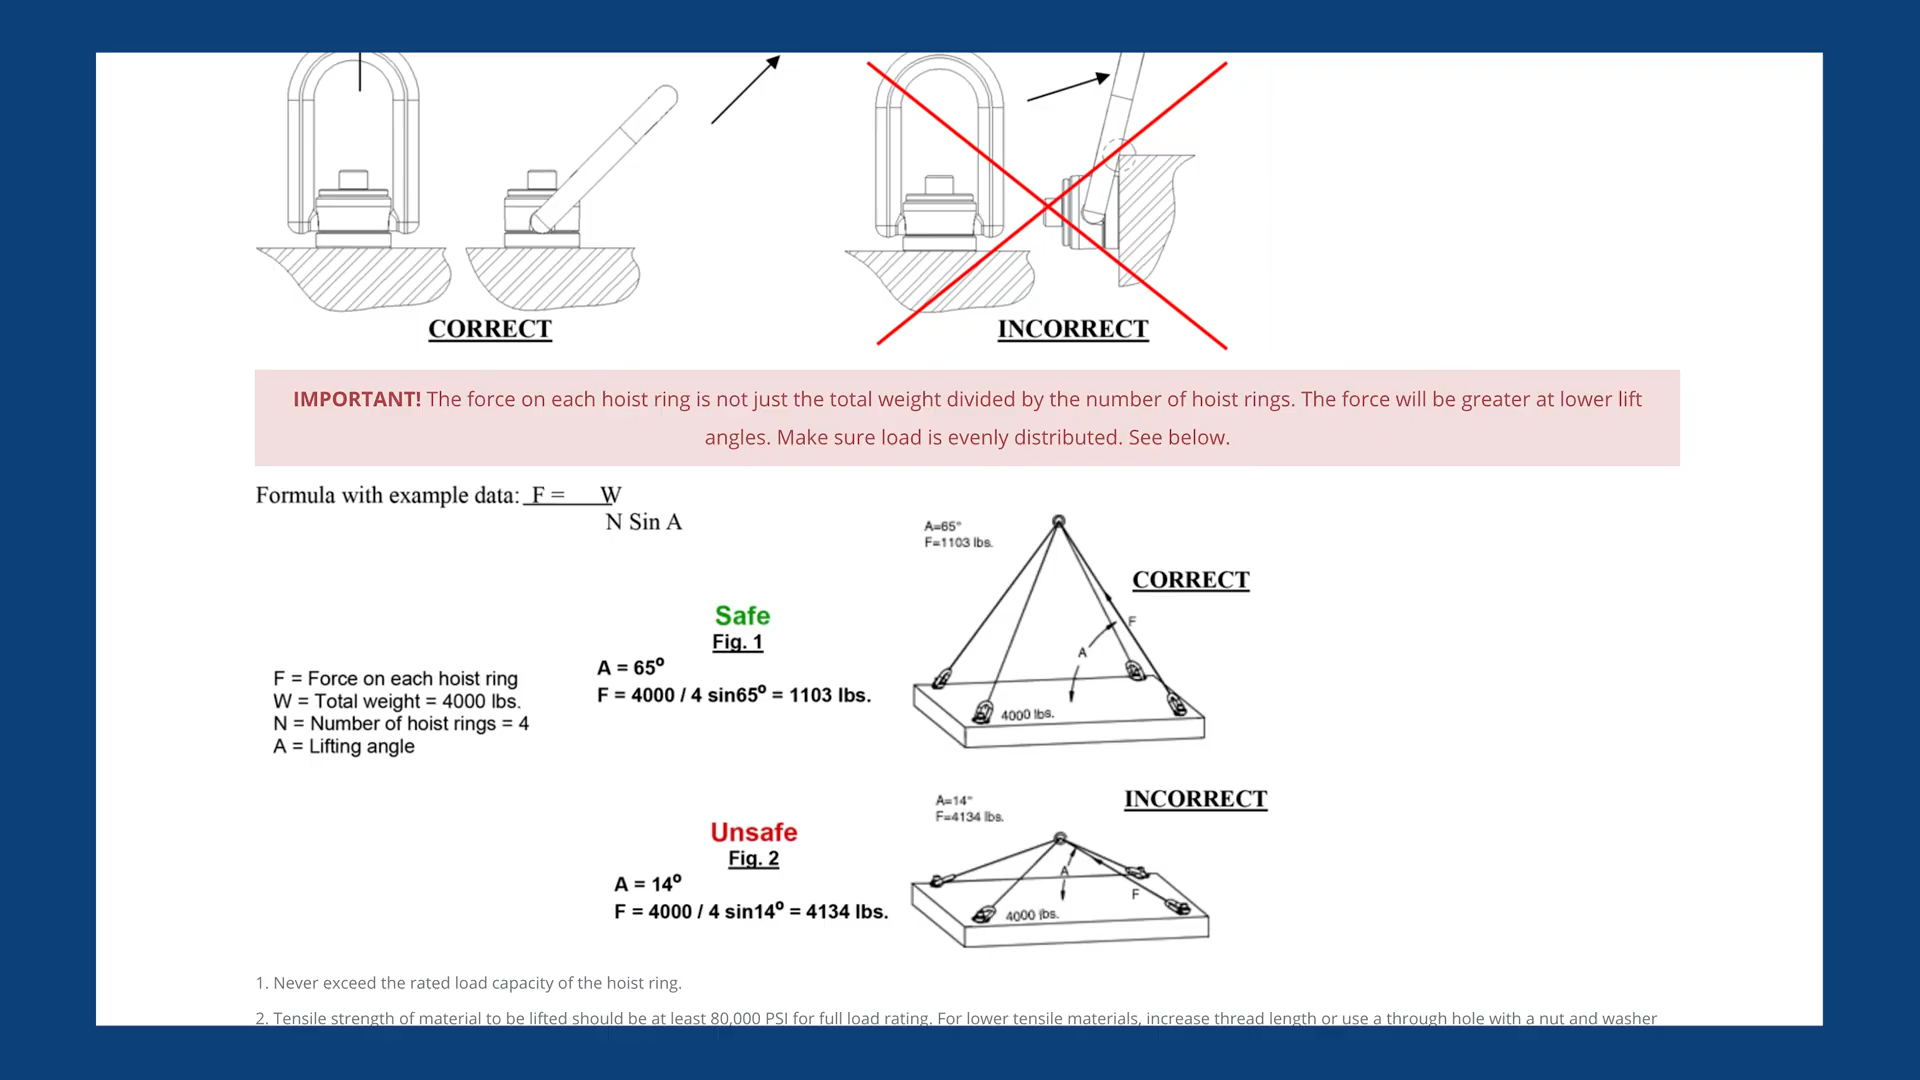 CORRECT
INCORRECT
IMPORTANT! The force on each hoist ring is not just the total weight divided by the number of hoist rings. The force will be greater at lower lift
angles. Make sure load is evenly distributed. See below.
Formula with example data: F = W
N Sin A
A=65°
F=1103 lbs.
CORRECT
F
A
4000 lbs.
Safe
Fig. 1
A = 65º
F = 4000 / 4 sin65º = 1103 lbs.
F = Force on each hoist ring
W = Total weight = 4000 lbs.
N = Number of hoist rings = 4
A = Lifting angle
A=14°
F=4134 lbs.
INCORRECT
A
F
4000 lbs.
Unsafe
Fig. 2
A = 14º
F = 4000 / 4 sin14º = 4134 lbs.
1. Never exceed the rated load capacity of the hoist ring.
2. Tensile strength of material to be lifted should be at least 80,000 PSI for full load rating. For lower tensile materials, increase thread length or use a through hole with a nut and washer